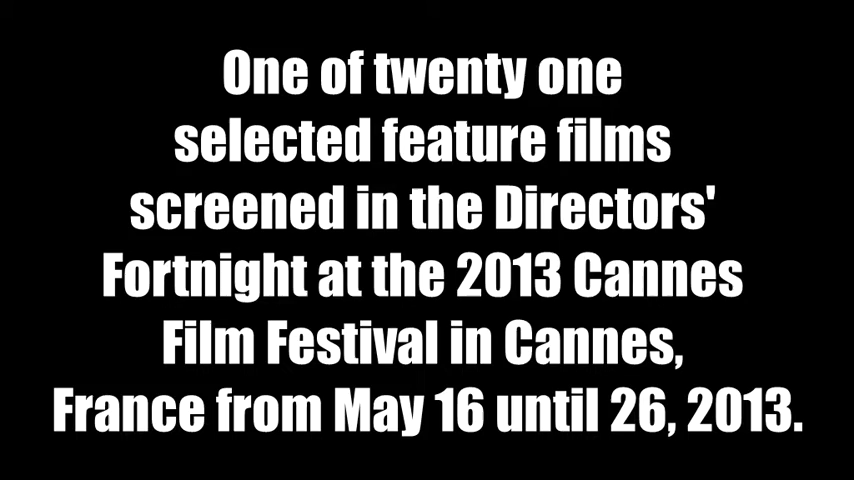 One of twenty one
selected feature films
screened in the Directors'
Fortnight at the 2013 Cannes
Film Festival in Cannes,
France from May 16 until 26, 2013.